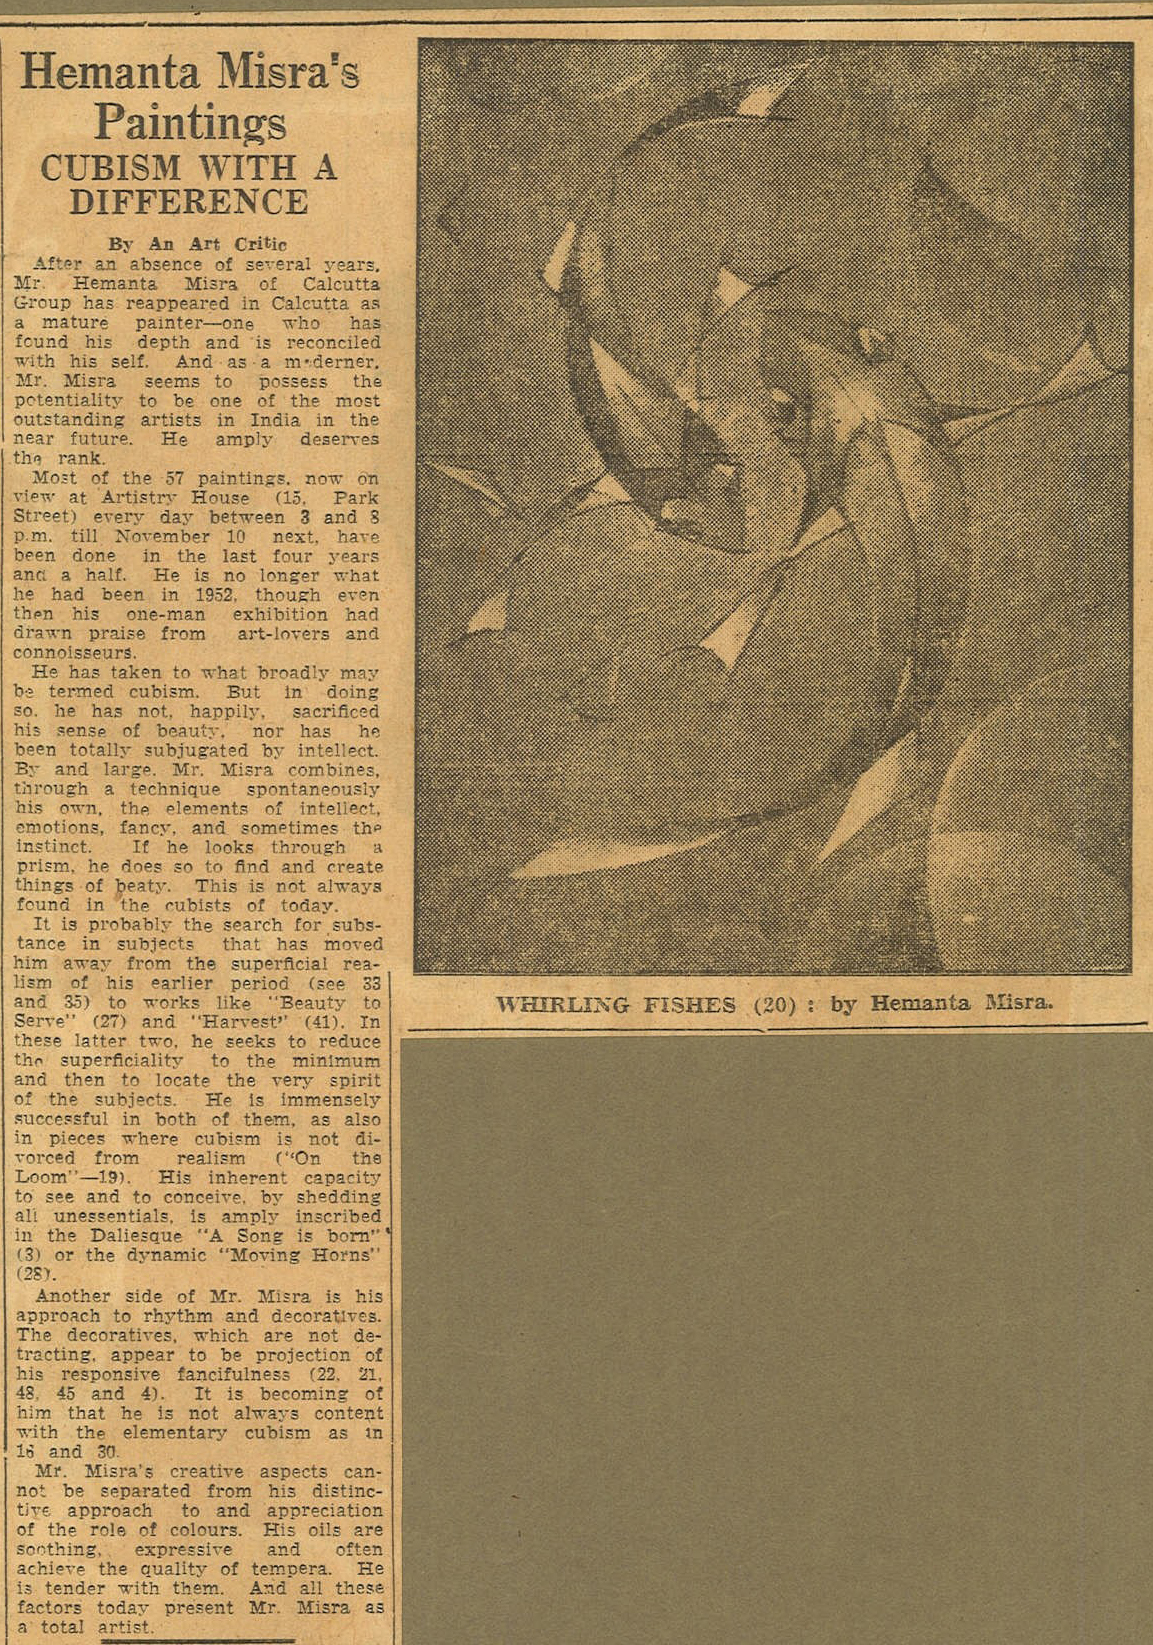 Hemanta Misra's
Paintings
CUBISM WITH A
DIFFERENCE
By An Art Critic
After an absence of several years,
Mr. Hemanta Misra of Calcutta
Group has reappeared in Calcutta as
a mature painter—one who has
found his depth and is reconciled
with his self. And as a moderner,
Mr. Misra seems to possess the
potentiality to be one of the most
outstanding artists in India in the
near future. He amply deserves
the rank.
Most of the 57 paintings, now on
view at Artistry House (15, Park
Street) every day between 3 and 8
p.m. till November 10 next, have
been done in the last four years
and a half. He is no longer what
he had been in 1952, though even
then his one-man exhibition had
drawn praise from art-lovers and
connoisseurs.
He has taken to what broadly may
be termed cubism. But in doing
so, he has not, happily, sacrificed
his sense of beauty, nor has he
been totally subjugated by intellect.
By and large, Mr. Misra combines,
through a technique spontaneously
his own, the elements of intellect,
emotions, fancy, and sometimes the
instinct. If he looks through a
prism, he does so to find and create
things of beaty. This is not always
found in the cubists of today.
It is probably the search for subs-
tance in subjects that has moved
him away from the superficial rea-
lism of his earlier period (see 33
and 35) to works like "Beauty to
Serve" (27) and "Harvest" (41). In
these latter two, he seeks to reduce
the superficiality to the minimum
and then to locate the very spirit
of the subjects. He is immensely
successful in both of them, as also
in pieces where cubism is not di-
vorced from realism ("On the
Loom"—19). His inherent capacity
to see and to conceive, by shedding
all unessentials, is amply inscribed
in the Daliesque "A Song is born"
(3) or the dynamic "Moving Horns"
(28).
Another side of Mr. Misra is his
approach to rhythm and decoratives.
The decoratives, which are not de-
tracting, appear to be projection of
his responsive fancifulness (22, 21,
48, 45 and 4). It is becoming of
him that he is not always content
with the elementary cubism as in
16 and 30.
Mr. Misra's creative aspects can-
not be separated from his distinc-
tive approach to and appreciation
of the role of colours. His oils are
soothing, expressive and often
achieve the quality of tempera. He
is tender with them. And all these
factors today present Mr. Misra as
a total artist.
WHIRLING FISHES (20) : by Hemanta Misra.